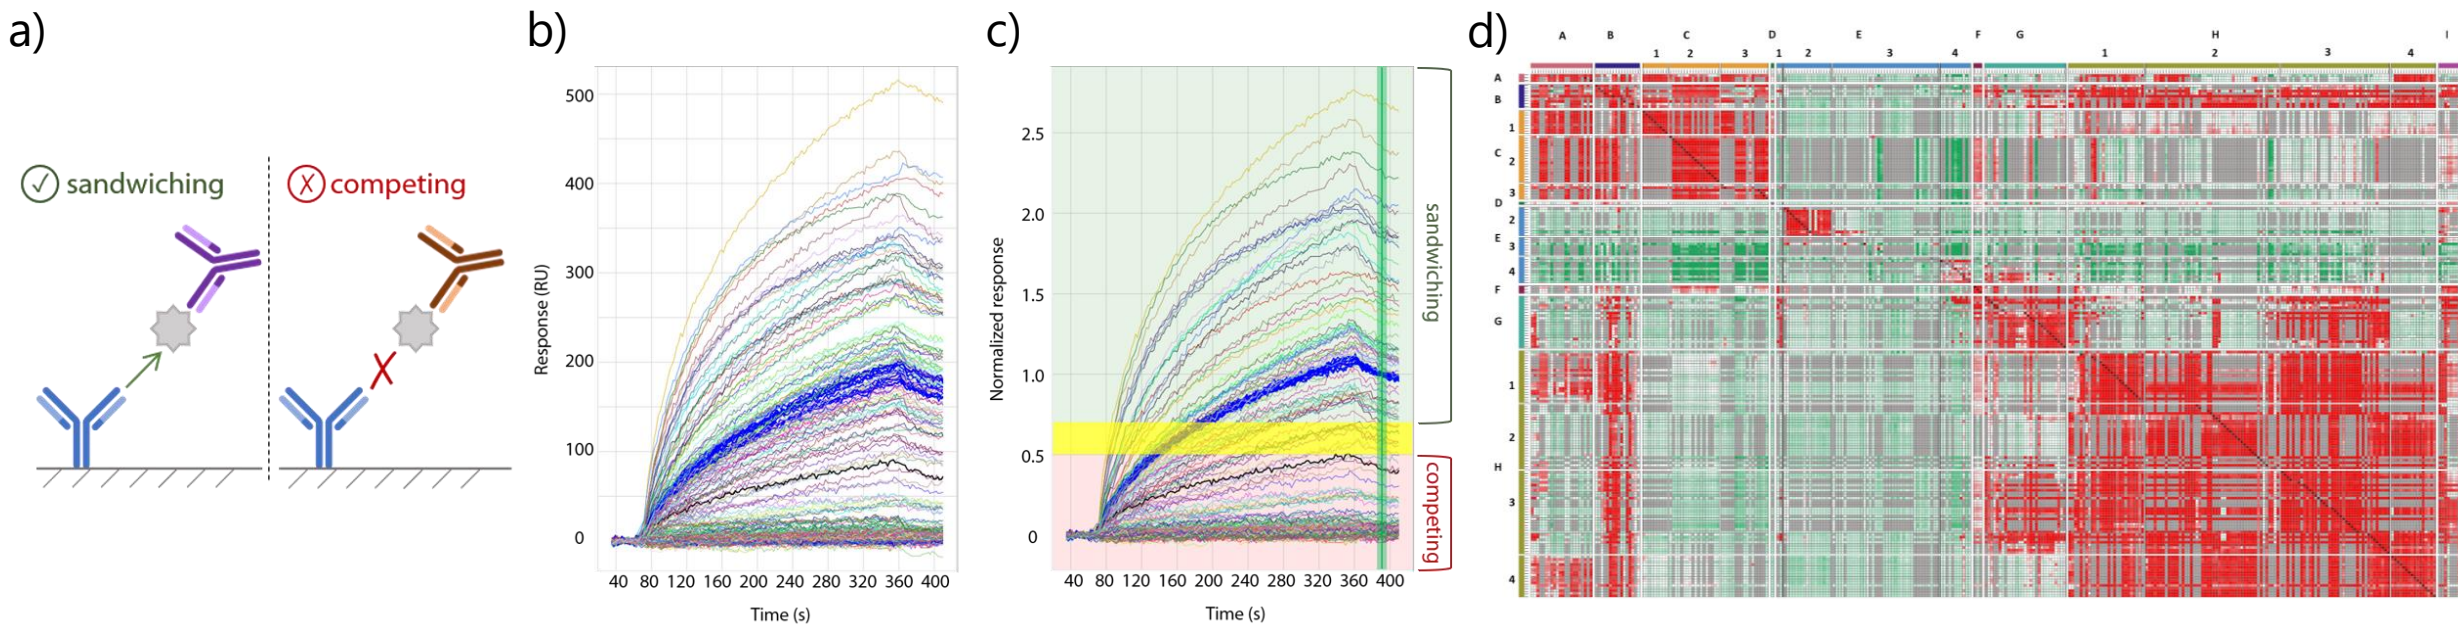 a)
sandwiching
competing
b)
Response (RU)
500
400
300
200
100
0
40 80 120 160 200 240 280 320 360 400
Time (s)
c)
Normalized response
2.5
2.0
1.5
1.0
0.5
0
40 80 120 160 200 240 280 320 360 400
Time (s)
sandwiching
competing
d)
A B C D E F G H I
1 2 3 1 2 3 4 1 2 3 4
A
B
1
C
2
3
D
2
E
3
4
F
G
1
2
H
3
4